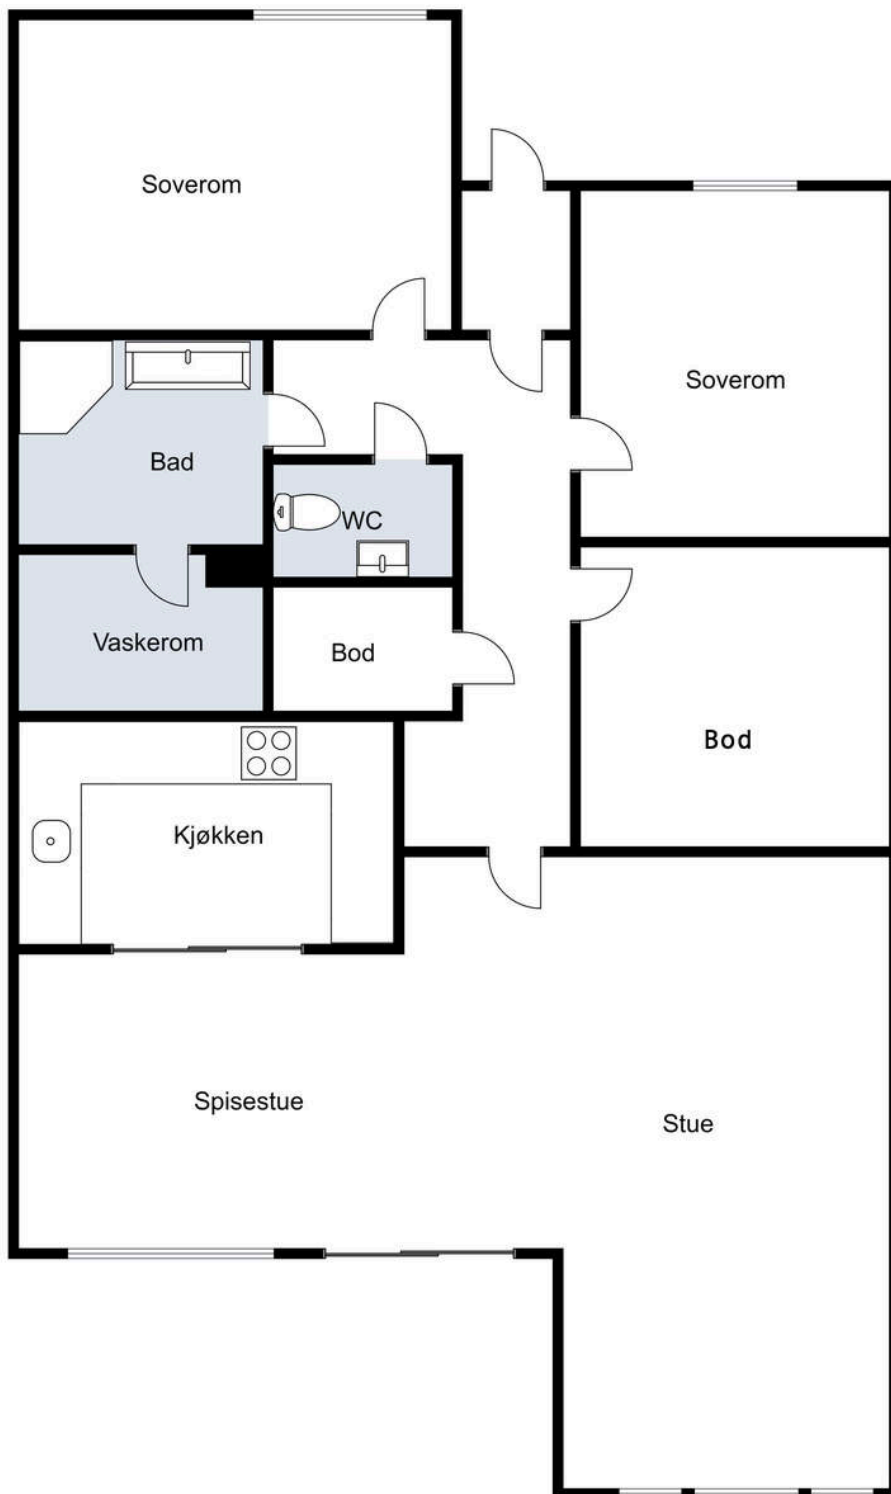 Soverom
Soverom
Bad
WC
Vaskerom
Bod
Bod
Kjøkken
Spisestue
Stue